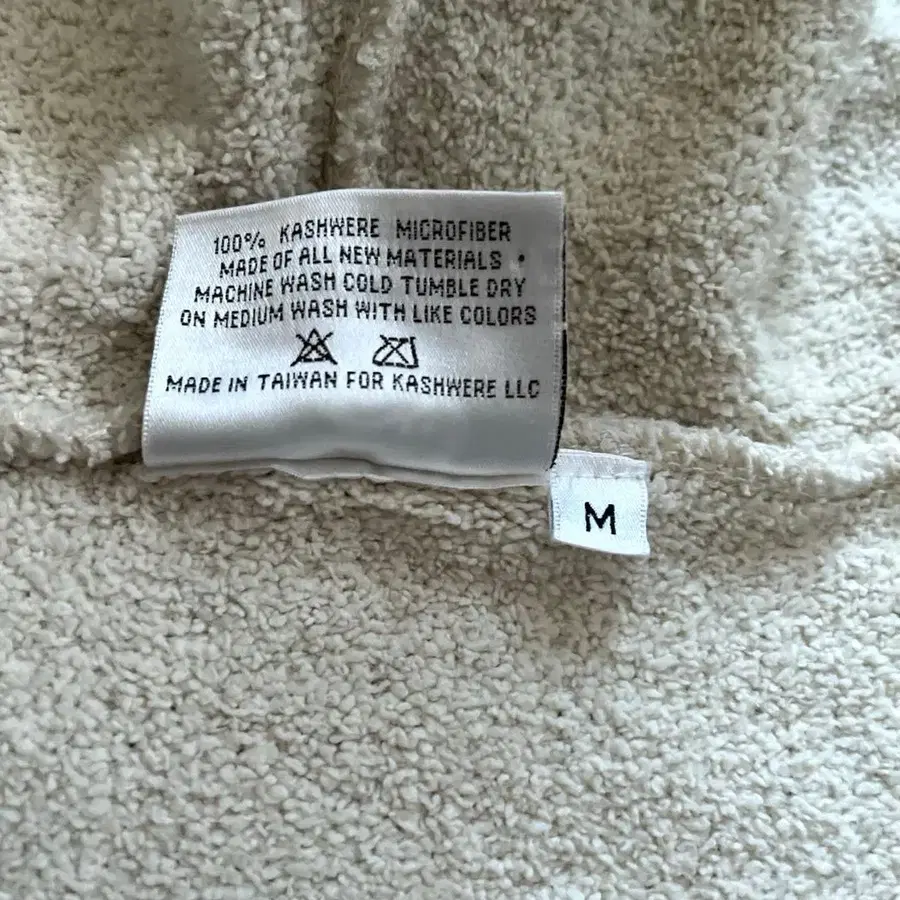 100% KASHWERE MICROFIBER
MADE OF ALL NEW MATERIALS •
MACHINE WASH COLD TUMBLE DRY
ON MEDIUM WASH WITH LIKE COLORS
MADE IN TAIWAN FOR KASHWERE LLC
M